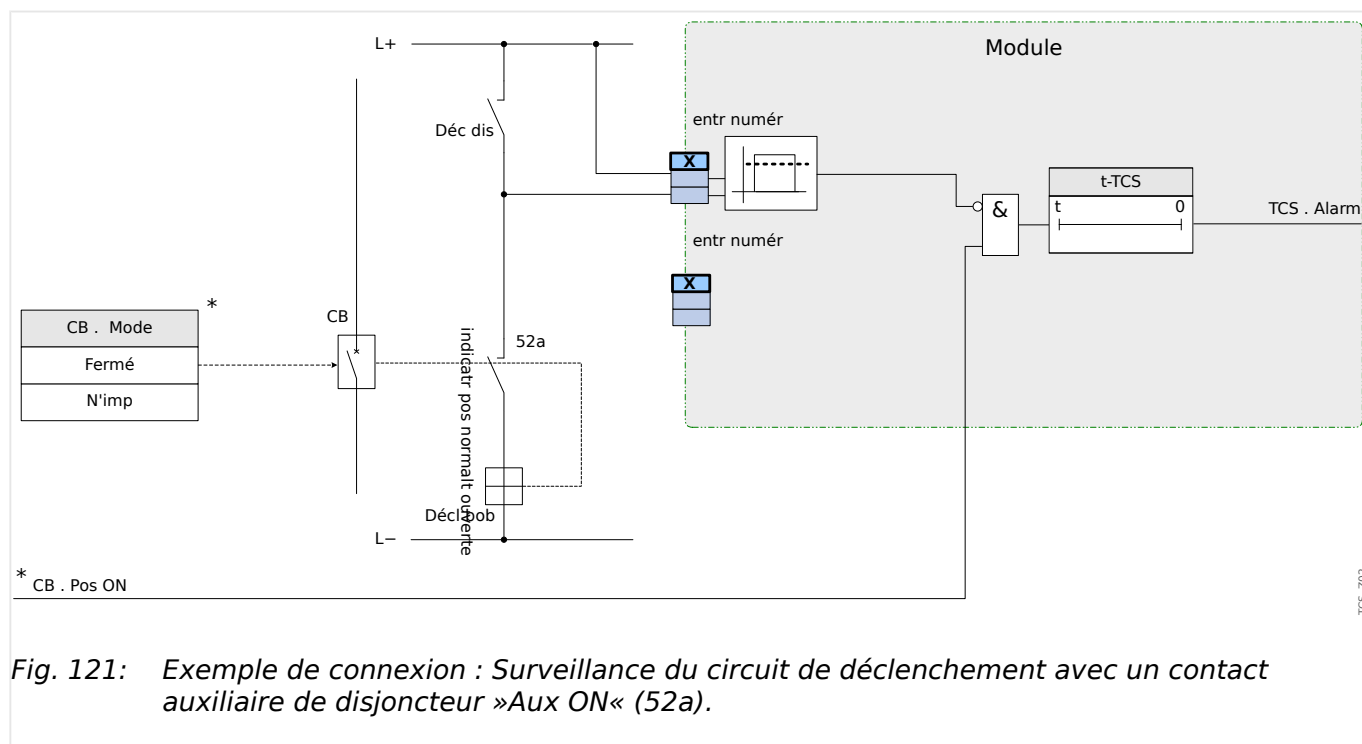 L+
Module
Déc dis
entr numér
X
t-TCS
t 0
&
TCS . Alarm
entr numér
X
*
CB . Mode
Fermé
N'imp
CB
52a
indicatr pos normalt ouverte
Décl bob
L−
*
CB . Pos ON
Fig. 121: Exemple de connexion : Surveillance du circuit de déclenchement avec un contact
auxiliaire de disjoncteur »Aux ON« (52a).